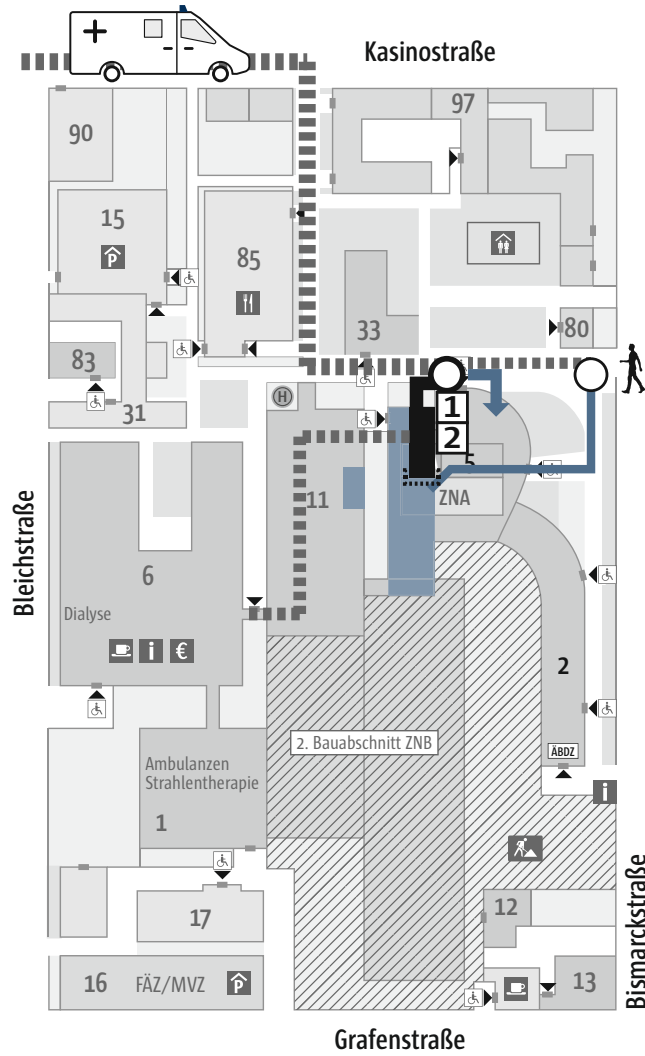 Kasinostraße
97
90
15
P
85
33
80
83
31
H
1
2
5
11
ZNA
Bleichstraße
6
Dialyse
i
€
2
2. Bauabschnitt ZNB
ÄBDZ
i
Ambulanzen
Strahlentherapie
1
17
12
Bismarckstraße
16
FÄZ/MVZ
P
13
Grafenstraße